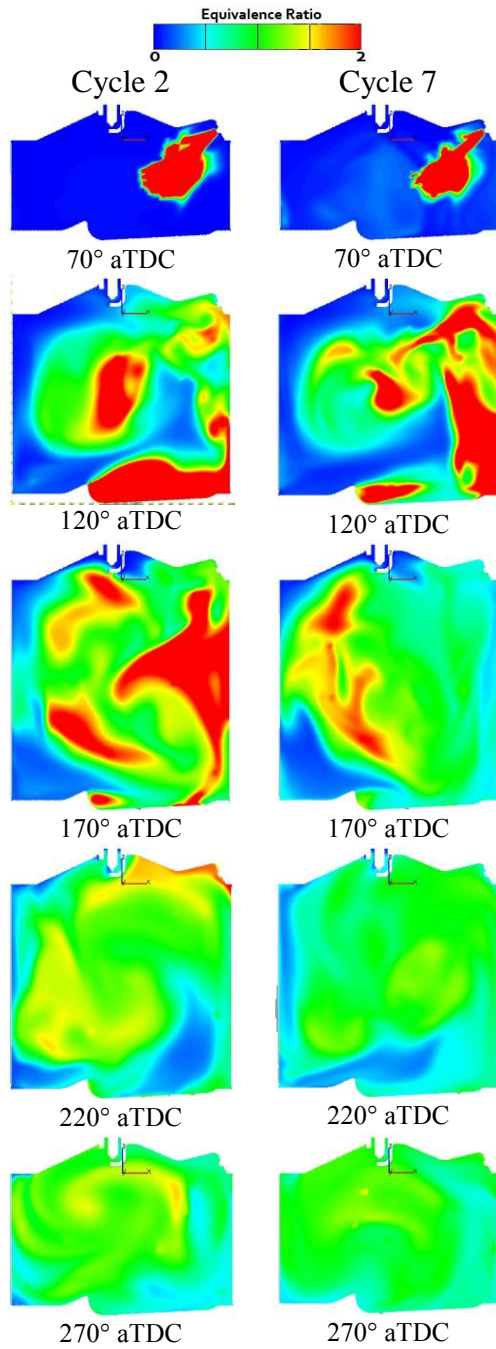 Equivalence Ratio
0 2
Cycle 2 Cycle 7
70° aTDC 70° aTDC
120° aTDC 120° aTDC
170° aTDC 170° aTDC
220° aTDC 220° aTDC
270° aTDC 270° aTDC